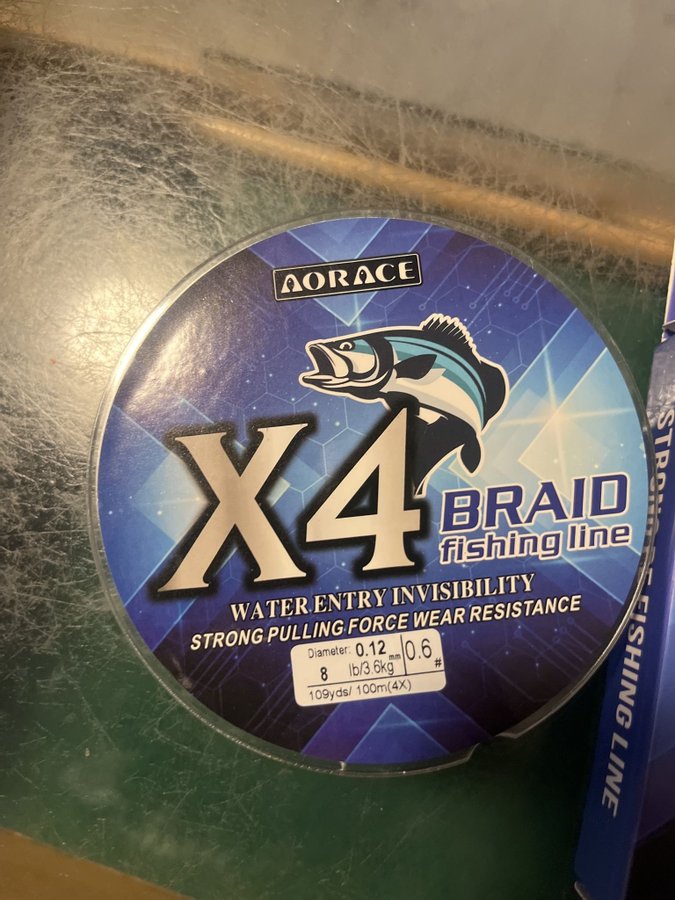 AORACE
X4
BRAID
fishing line
WATER ENTRY INVISIBILITY
STRONG PULLING FORCE WEAR RESISTANCE
Diameter: 0.12 mm 0.6 #
8 lb/3.6kg
109yds/ 100m(4X)
FISHING LINE